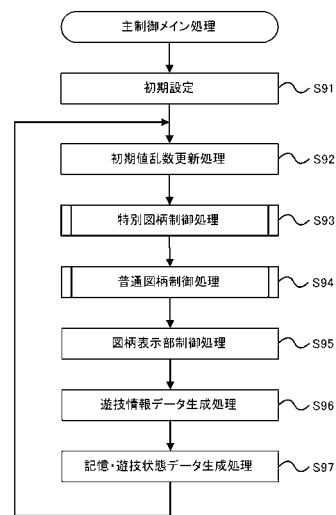 主制御メイン処理
初期設定
S91
初期値乱数更新処理
S92
特別図柄制御処理
S93
普通図柄制御処理
S94
図柄表示部制御処理
S95
遊技情報データ生成処理
S96
記憶・遊技状態データ生成処理
S97